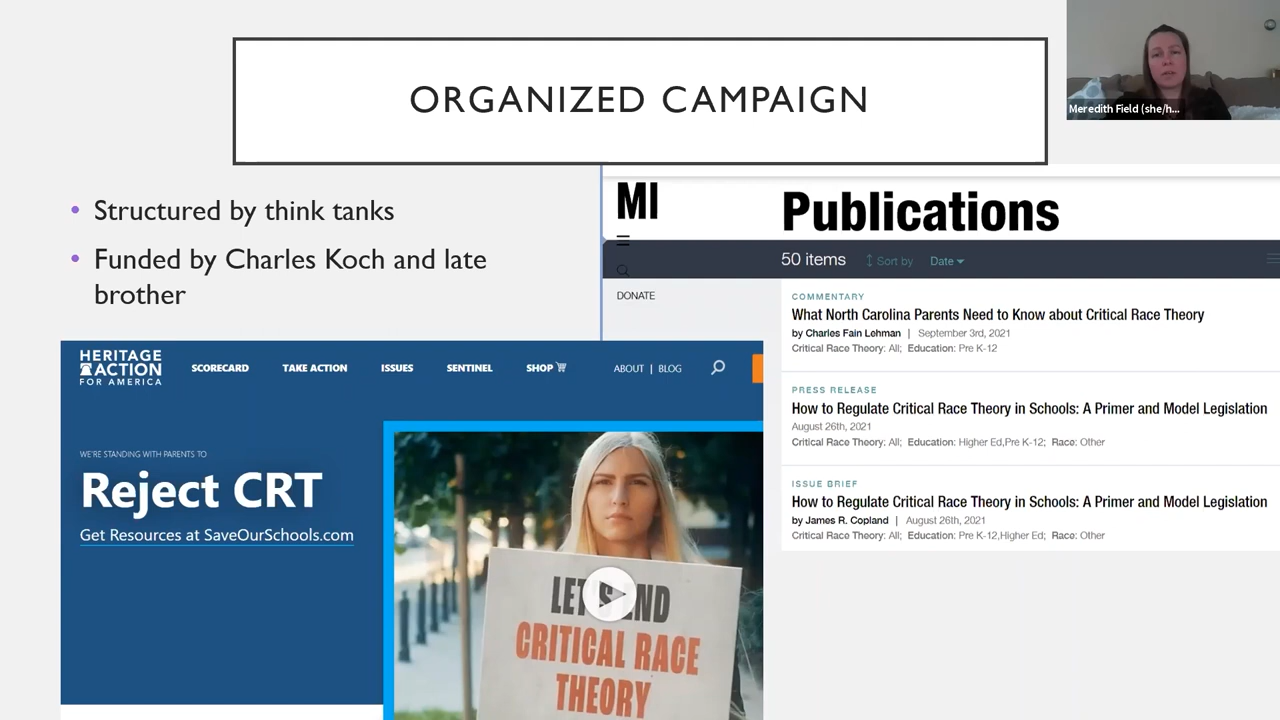 ORGANIZED CAMPAIGN
Meredith Field (she/h...
• Structured by think tanks
• Funded by Charles Koch and late
brother
MI
DONATE
Publications
50 items Sort by Date
COMMENTARY
What North Carolina Parents Need to Know about Critical Race Theory
by Charles Fain Lehman | September 3rd, 2021
Critical Race Theory: All; Education: Pre K-12
PRESS RELEASE
How to Regulate Critical Race Theory in Schools: A Primer and Model Legislation
August 26th, 2021
Critical Race Theory: All; Education: Higher Ed,Pre K-12; Race: Other
ISSUE BRIEF
How to Regulate Critical Race Theory in Schools: A Primer and Model Legislation
by James R. Copland | August 26th, 2021
Critical Race Theory: All; Education: Pre K-12,Higher Ed; Race: Other
HERITAGE
ACTION
FOR AMERICA
SCORECARD TAKE ACTION ISSUES SENTINEL SHOP ABOUT | BLOG
WE'RE STANDING WITH PARENTS TO
Reject CRT
Get Resources at SaveOurSchools.com
LET'S END
CRITICAL RACE
THEORY